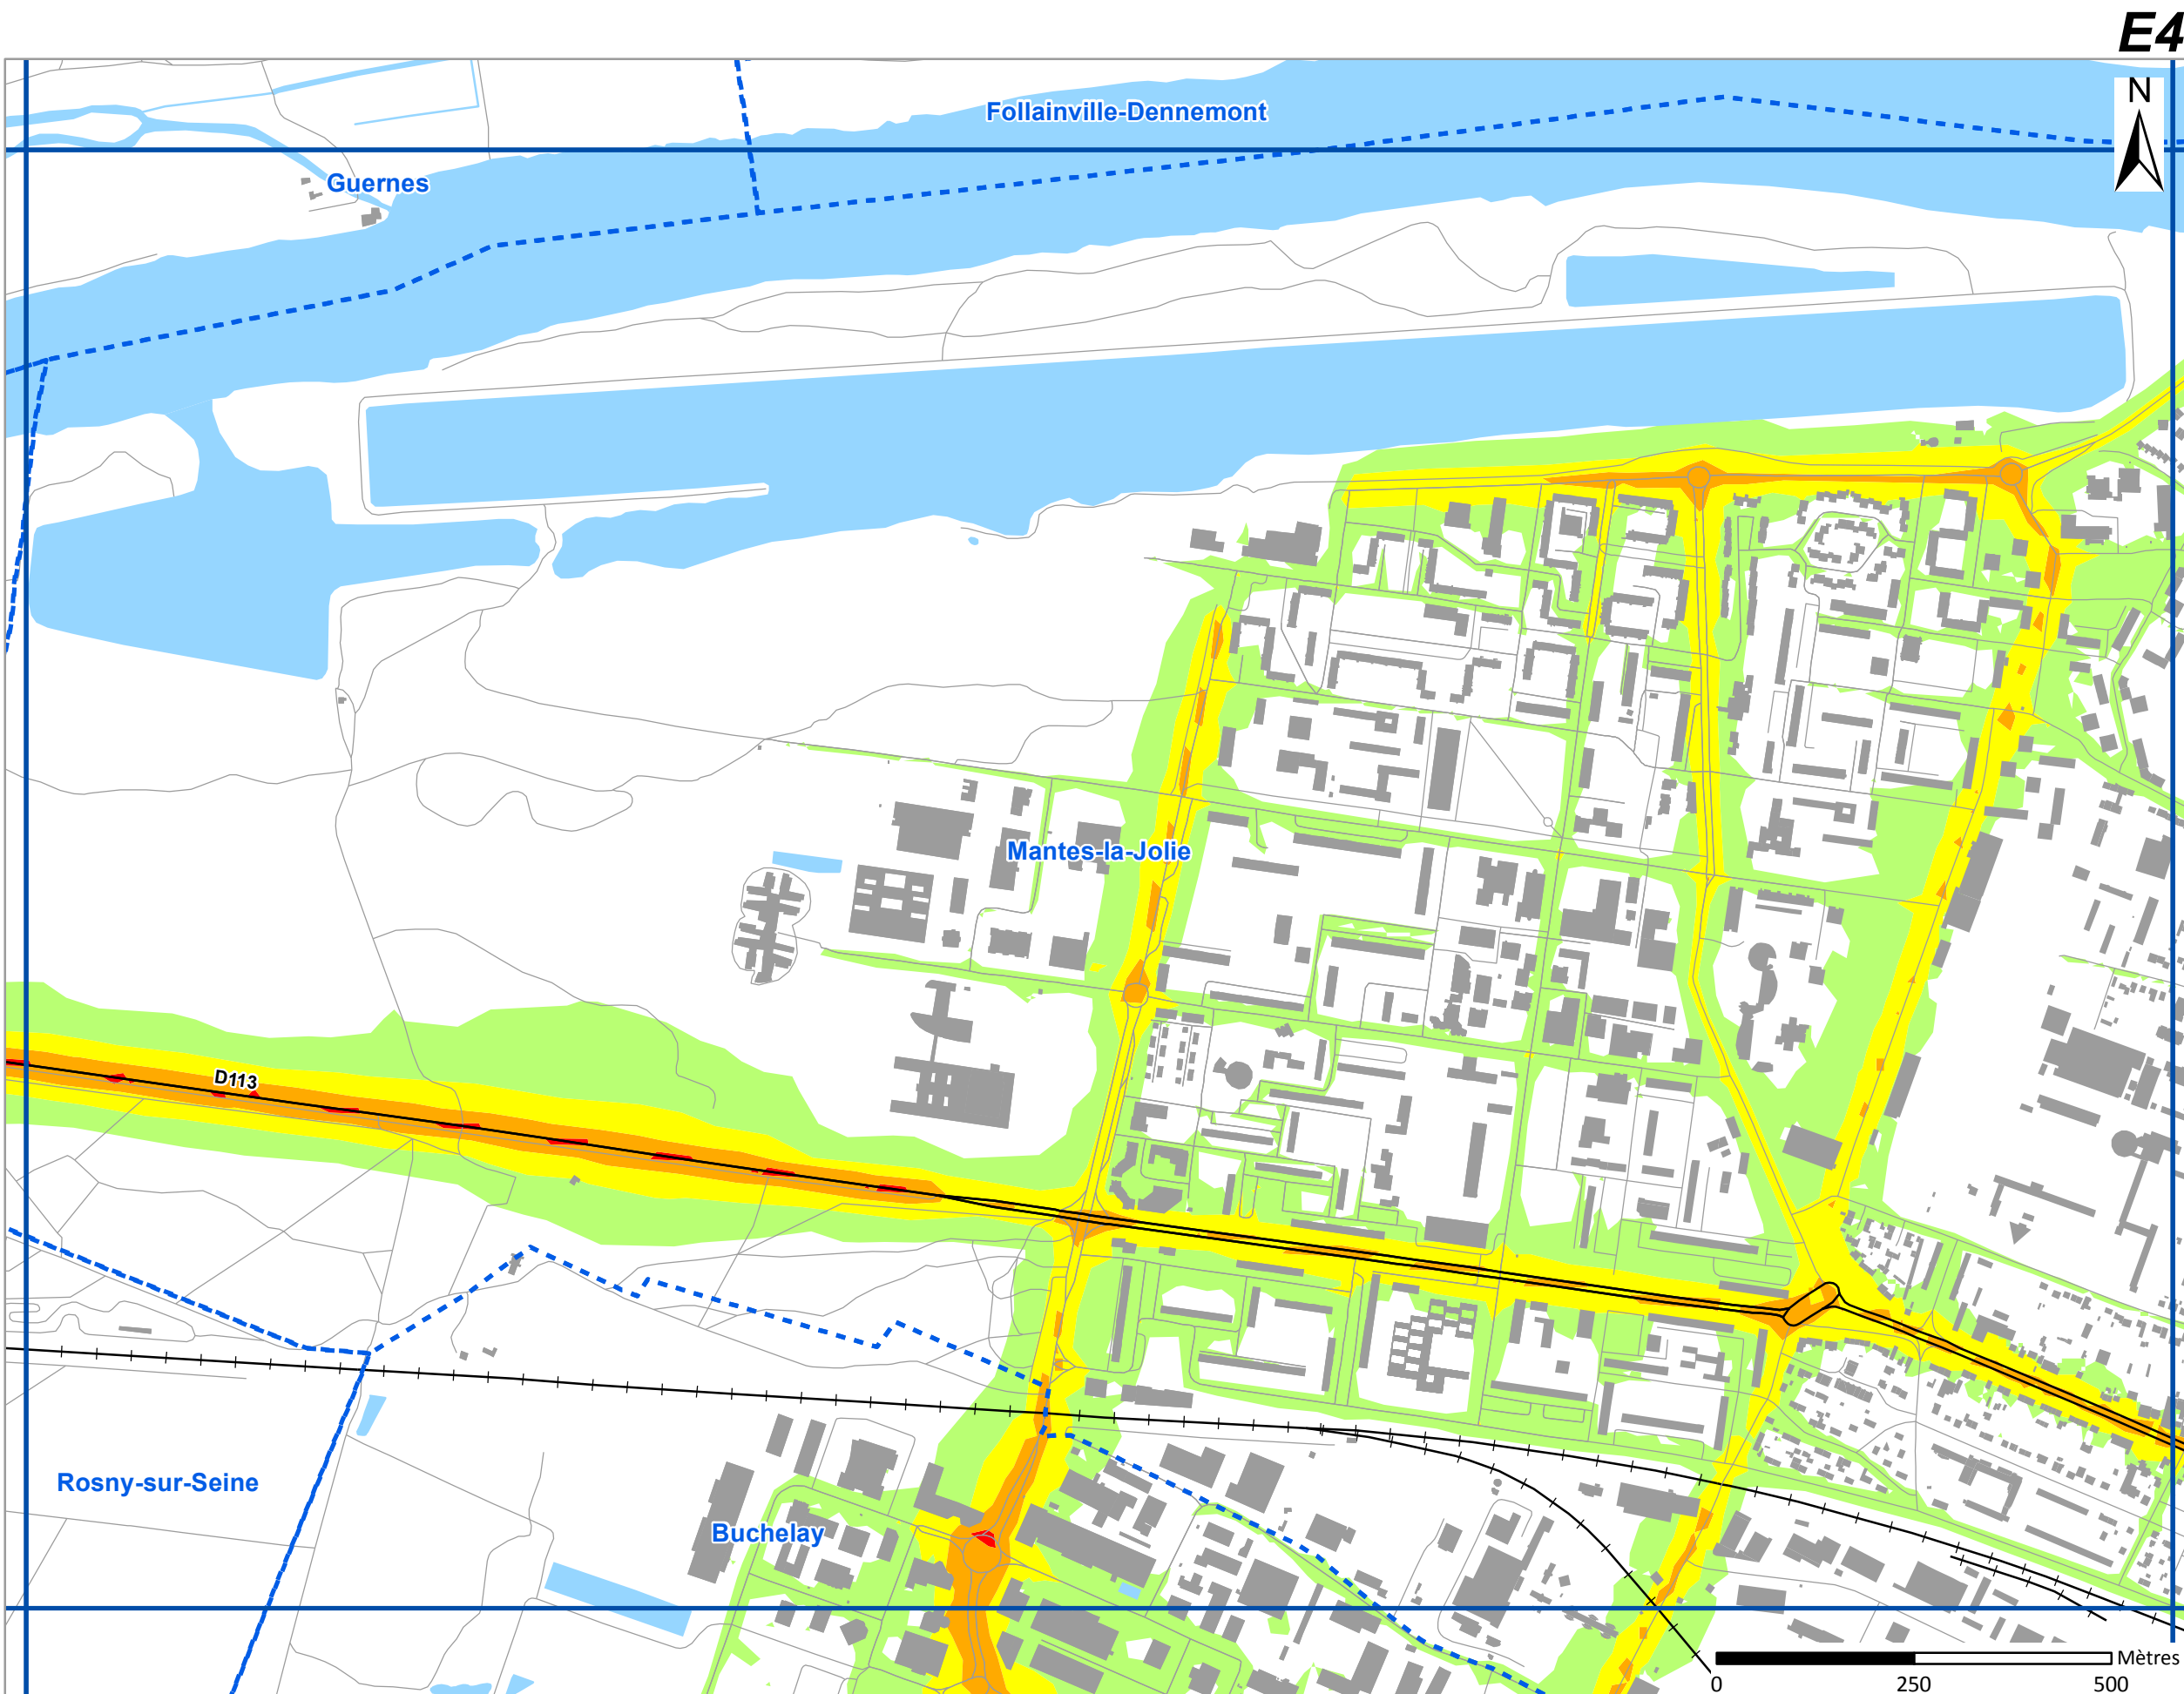 E4
N
Follainville-Dennemont
Guernes
Mantes-la-Jolie
D113
Rosny-sur-Seine
Buchelay
Mètres
0 250 500